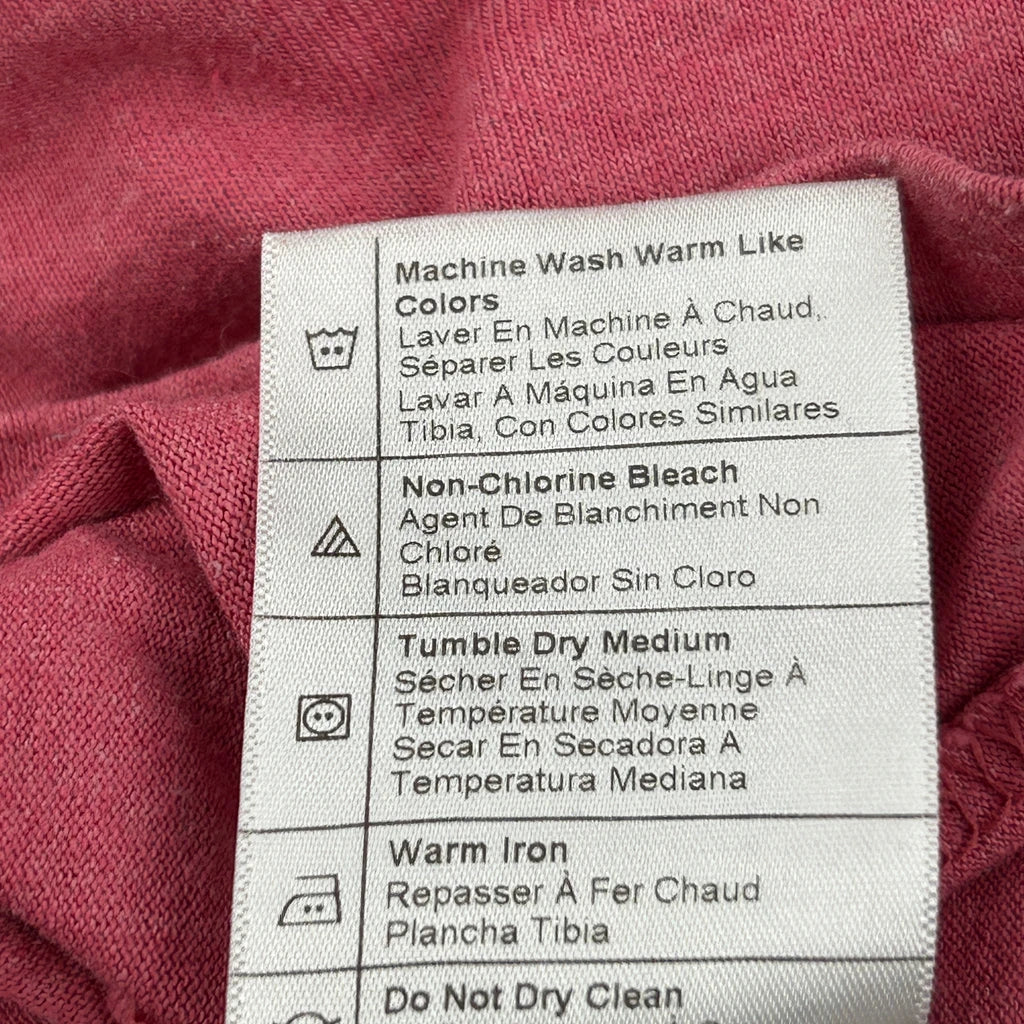 Machine Wash Warm Like
Colors
Laver En Machine À Chaud,
Séparer Les Couleurs
Lavar A Máquina En Agua
Tibia, Con Colores Similares
Non-Chlorine Bleach
Agent De Blanchiment Non
Chloré
Blanqueador Sin Cloro
Tumble Dry Medium
Sécher En Sèche-Linge À
Température Moyenne
Secar En Secadora A
Temperatura Mediana
Warm Iron
Repasser À Fer Chaud
Plancha Tibia
Do Not Dry Clean